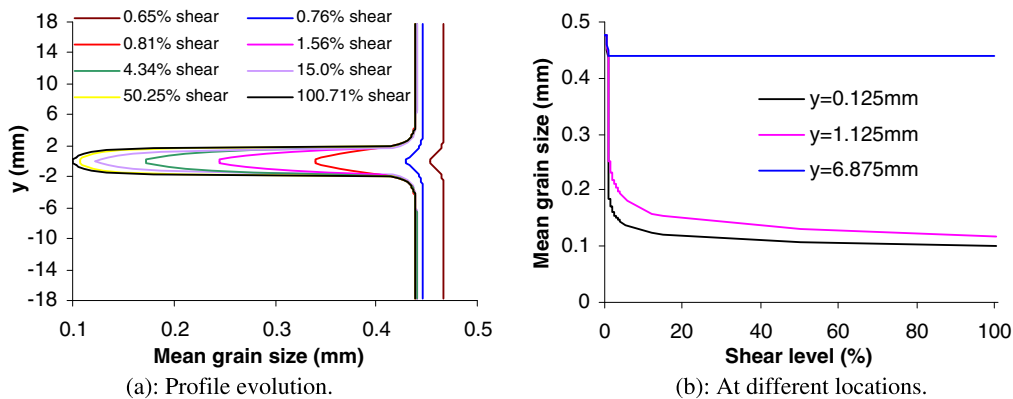 18
14
10
6
2
-2
-6
-10
-14
-18
y (mm)
0.65% shear
0.76% shear
0.81% shear
1.56% shear
4.34% shear
15.0% shear
50.25% shear
100.71% shear
0.1
0.2
0.3
0.4
0.5
Mean grain size (mm)
(a): Profile evolution.
0.5
0.4
0.3
0.2
0.1
0
Mean grain size (mm)
y=0.125mm
y=1.125mm
y=6.875mm
0
20
40
60
80
100
Shear level (%)
(b): At different locations.